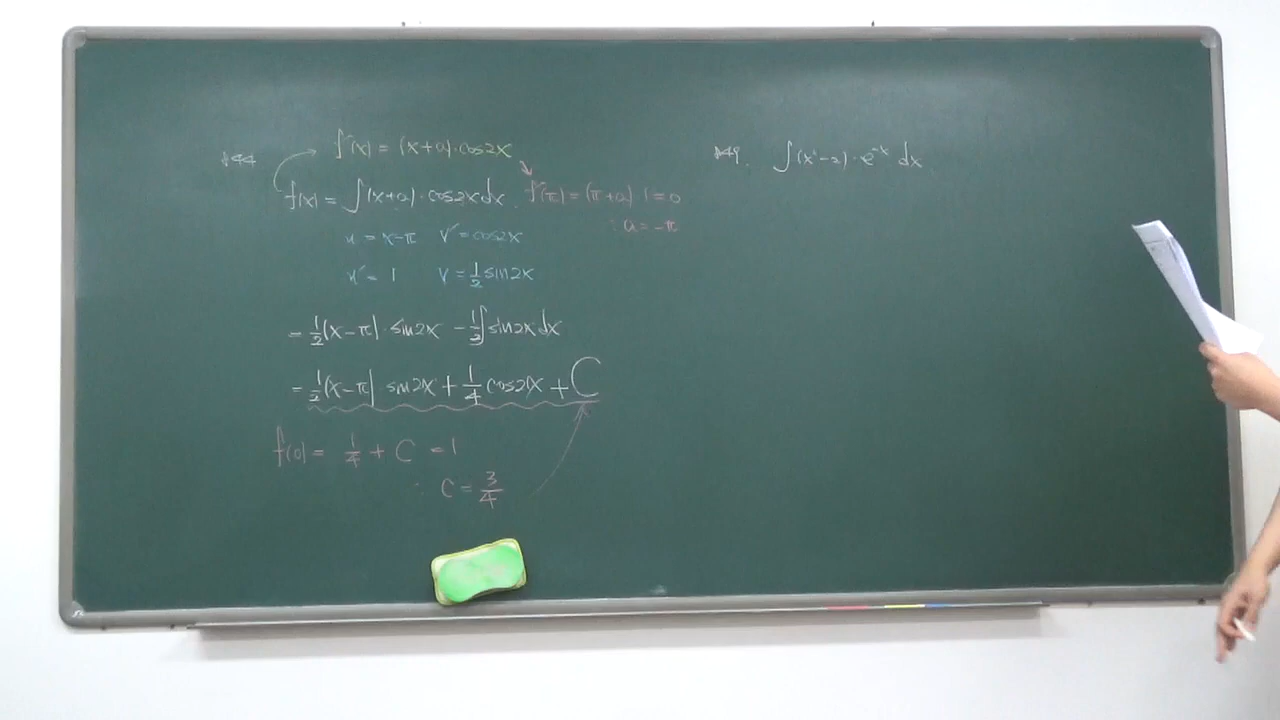 #44 f'(x) = (x+a)·cos2x
f(x) = ∫(x+a)·cos2x dx f'(π) = (π+a)·1 = 0
∴ a = -π
u = x-π v' = cos2x
u' = 1 v = 1/2 sin2x
= 1/2(x-π)·sin2x - 1/2∫sin2x dx
= 1/2(x-π) sin2x + 1/4 cos2x + C
f(0) = 1/4 + C = 1
∴ C = 3/4
#49. ∫(x²-2)·e^-x dx